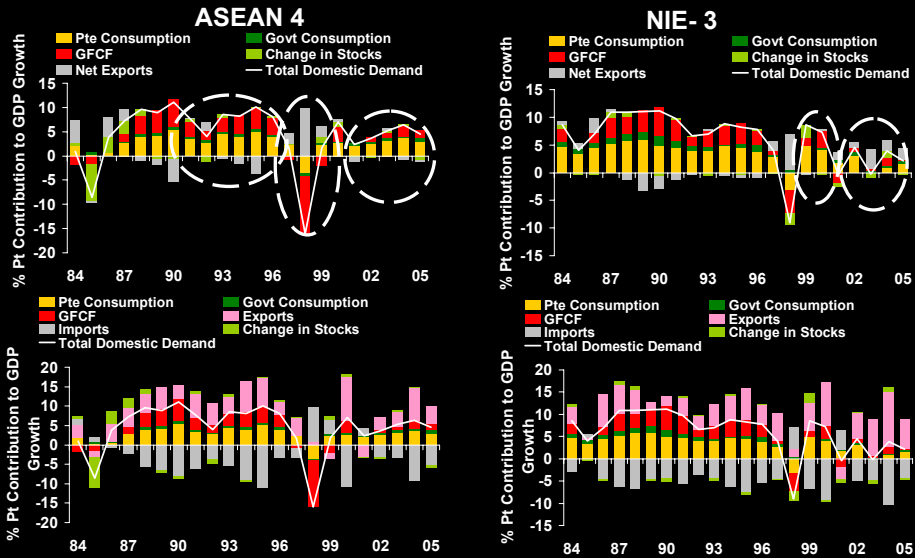 ASEAN 4
Pte Consumption Govt Consumption
GFCF Change in Stocks
Net Exports Total Domestic Demand
% Pt Contribution to GDP Growth
15
10
5
0
-5
-10
-15
-20
84 87 90 93 96 99 02 05
NIE- 3
Pte Consumption Govt Consumption
GFCF Change in Stocks
Net Exports Total Domestic Demand
% Pt Contribution to GDP Growth
15
10
5
0
-5
-10
-15
84 87 90 93 96 99 02 05
Pte Consumption Govt Consumption
GFCF Exports
Imports Change in Stocks
Total Domestic Demand
% Pt Contribution to GDP
Growth
20
15
10
5
0
-5
-10
-15
-20
84 87 90 93 96 99 02 05
Pte Consumption Govt Consumption
GFCF Exports
Imports Change in Stocks
Total Domestic Demand
% Pt Contribution to GDP
Growth
20
15
10
5
0
-5
-10
-15
84 87 90 93 96 99 02 05